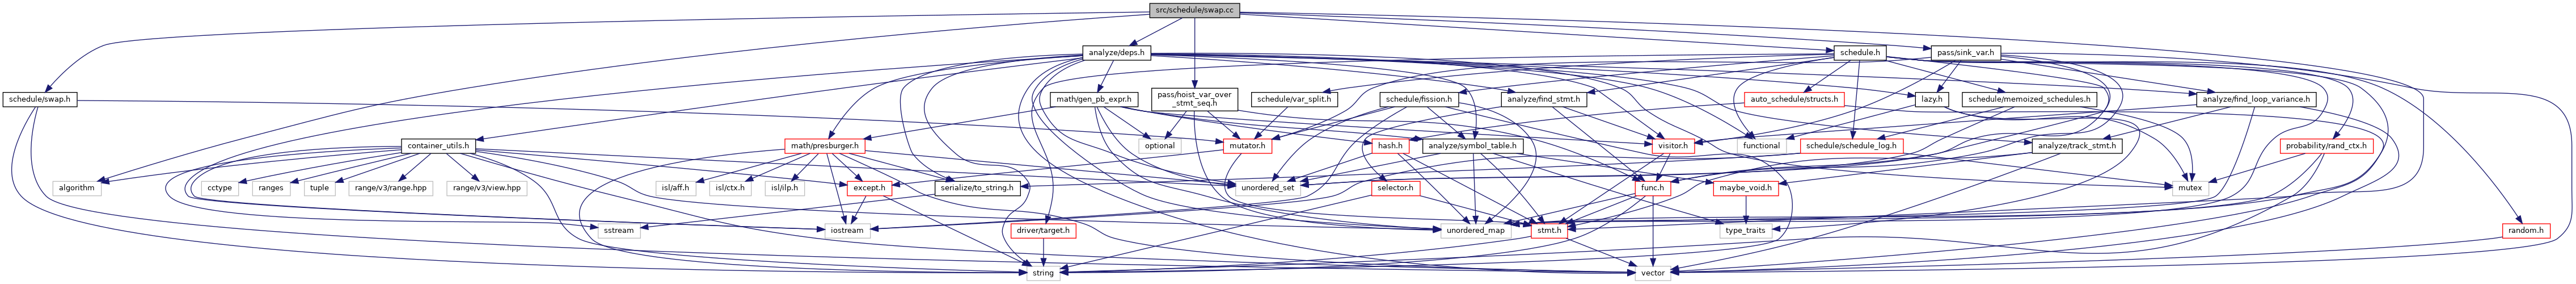 src/schedule/swap.cc
analyze/deps.h
schedule.h
pass/sink_var.h
schedule/swap.h
math/gen_pb_expr.h
pass/hoist_var_over
_stmt_seq.h
schedule/var_split.h
schedule/fission.h
analyze/find_stmt.h
auto_schedule/structs.h
lazy.h
schedule/memoized_schedules.h
analyze/find_loop_variance.h
container_utils.h
math/presburger.h
optional
mutator.h
hash.h
analyze/symbol_table.h
visitor.h
functional
schedule/schedule_log.h
analyze/track_stmt.h
probability/rand_ctx.h
algorithm
cctype
ranges
tuple
range/v3/range.hpp
range/v3/view.hpp
isl/aff.h
isl/ctx.h
isl/ilp.h
except.h
serialize/to_string.h
unordered_set
selector.h
func.h
maybe_void.h
mutex
sstream
iostream
driver/target.h
unordered_map
stmt.h
type_traits
random.h
string
vector